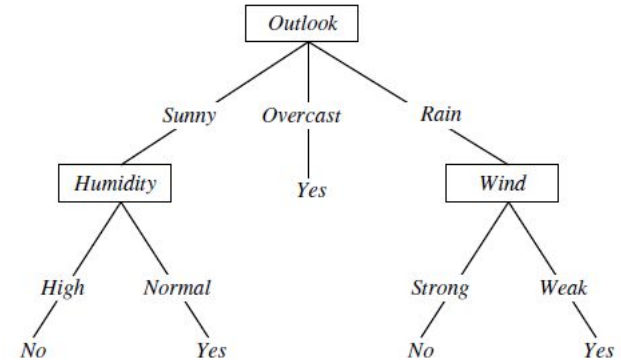 Outlook
Sunny Overcast Rain
Humidity Yes Wind
High Normal Strong Weak
No Yes No Yes